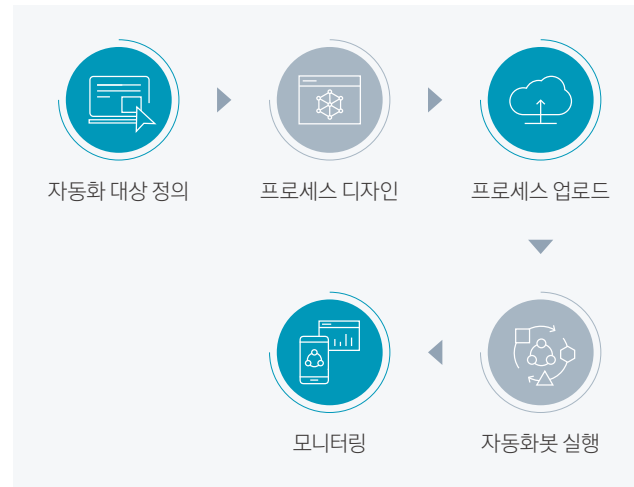 자동화 대상 정의
프로세스 디자인
프로세스 업로드
자동화봇 실행
모니터링